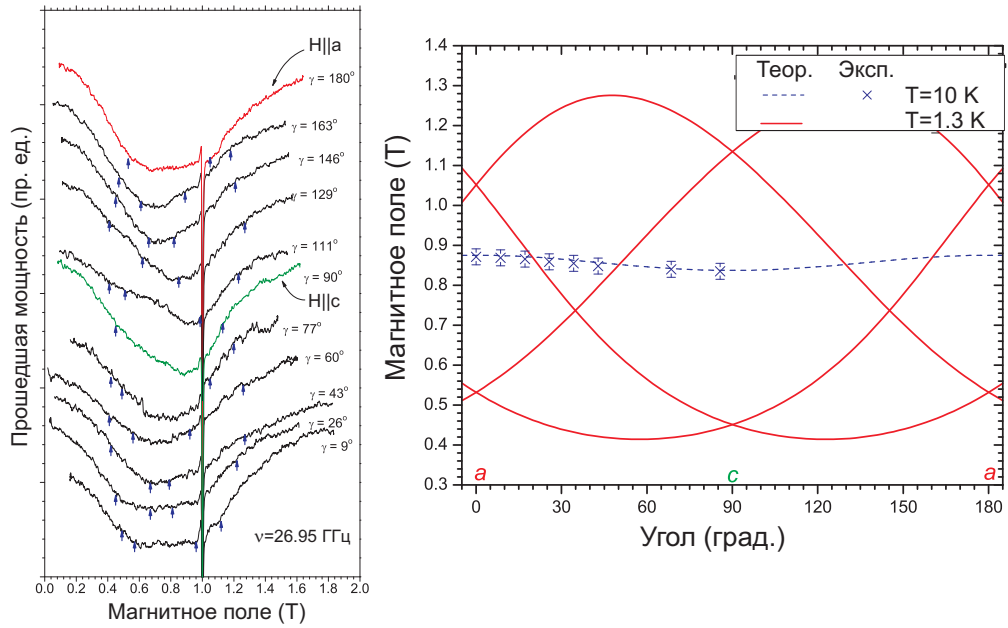 H||a
γ = 180°
γ = 163°
γ = 146°
γ = 129°
γ = 111°
γ = 90°
H||c
γ = 77°
γ = 60°
γ = 43°
γ = 26°
γ = 9°
ν=26.95 ГГц
Прошедшая мощность (пр. ед.)
0.0 0.2 0.4 0.6 0.8 1.0 1.2 1.4 1.6 1.8 2.0
Магнитное поле (Т)
Теор. Эксп.
T=10 K
T=1.3 K
1.4
1.3
1.2
1.1
1.0
0.9
0.8
0.7
0.6
0.5
0.4
0.3
Магнитное поле (Т)
a c a
0 30 60 90 120 150 180
Угол (град.)